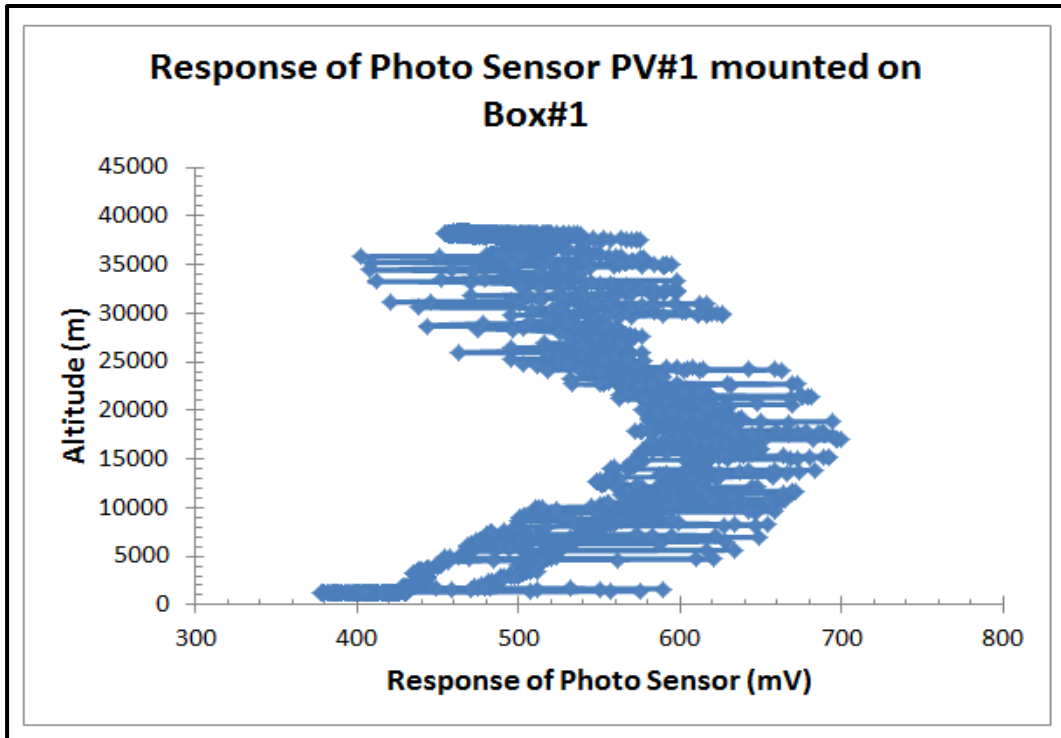 Response of Photo Sensor PV#1 mounted on
Box#1
45000
40000
35000
30000
25000
20000
15000
10000
5000
0
Altitude (m)
300 400 500 600 700 800
Response of Photo Sensor (mV)